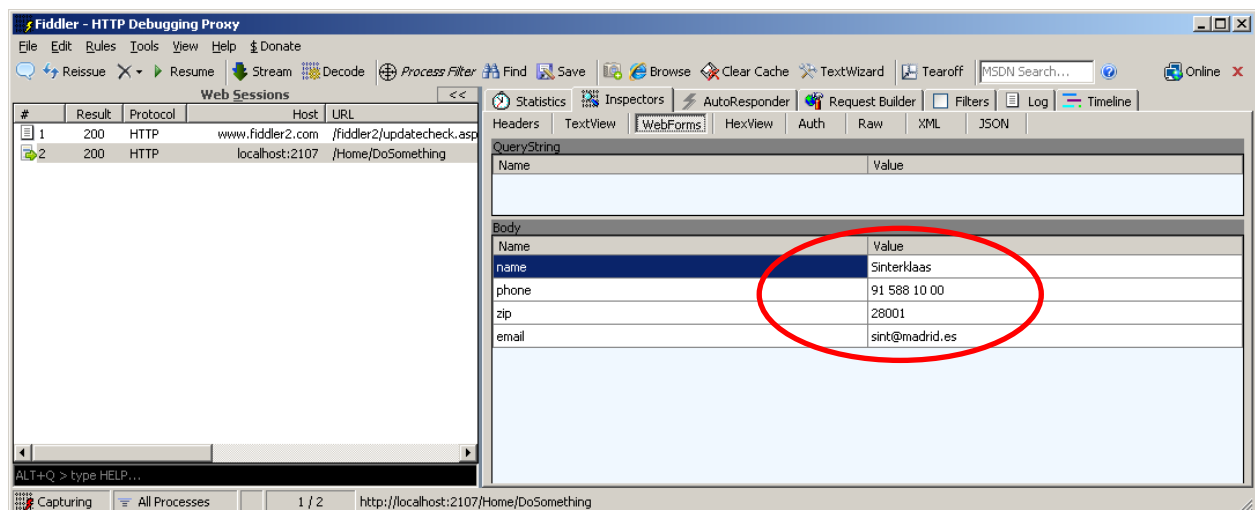 Fiddler - HTTP Debugging Proxy
File Edit Rules Tools View Help $ Donate
Reissue Resume Stream Decode Process Filter Find Save Browse Clear Cache TextWizard Tearoff MSDN Search... Online
Web Sessions <<
# Result Protocol Host URL
1 200 HTTP www.fiddler2.com /fiddler2/updatecheck.asp
2 200 HTTP localhost:2107 /Home/DoSomething
Statistics Inspectors AutoResponder Request Builder Filters Log Timeline
Headers TextView WebForms HexView Auth Raw XML JSON
QueryString
Name Value
Body
Name Value
name Sinterklaas
phone 91 588 10 00
zip 28001
email sint@madrid.es
ALT+Q > type HELP...
Capturing All Processes 1 / 2 http://localhost:2107/Home/DoSomething